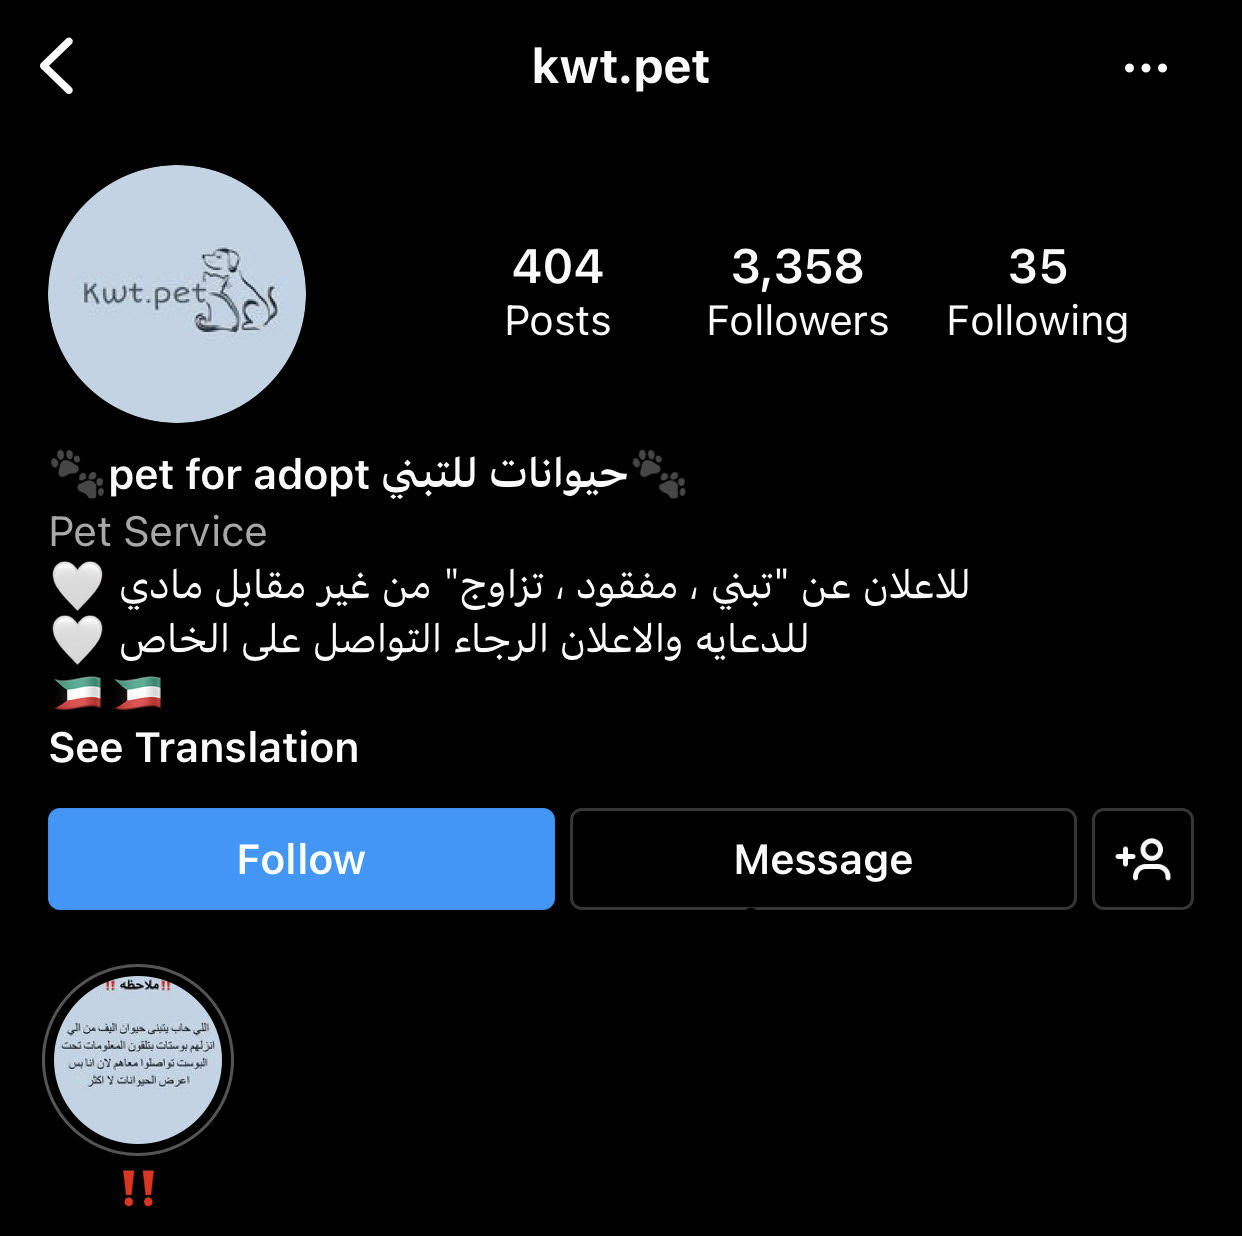 kwt.pet
Kwt.pet
404
Posts
3,358
Followers
35
Following
🐾pet for adopt حيوانات للتبني🐾
Pet Service
🤍 للاعلان عن "تبني ، مفقود ، تزاوج" من غير مقابل مادي
🤍 للدعايه والاعلان الرجاء التواصل على الخاص
🇰🇼 🇰🇼
See Translation
Follow
Message
‼️ملاحظه‼️
اللي حاب يتبنى حيوان اليف من الي
انزلهم بوستات بتلقون المعلومات تحت
البوست تواصلوا معاهم لان انا بس
اعرض الحيوانات لا اكثر
‼️